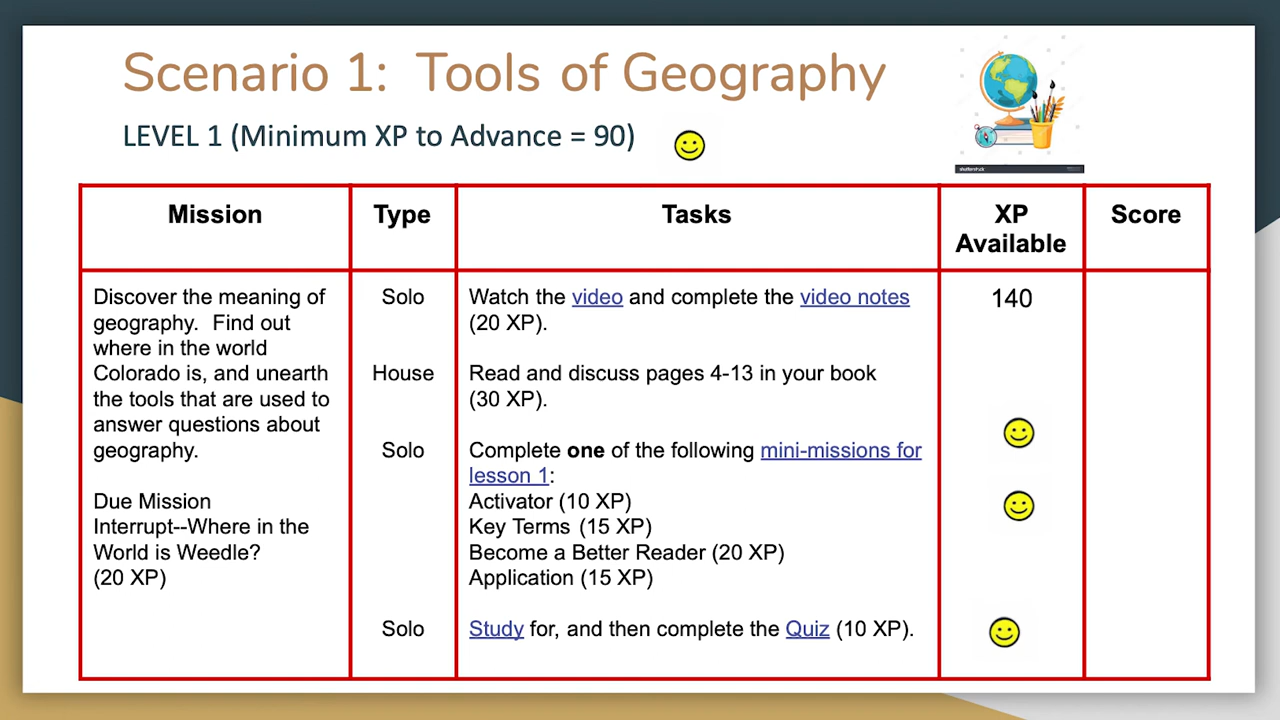 Scenario 1:  Tools of Geography
LEVEL 1 (Minimum XP to Advance = 90)
shutterstock
Mission
Type
Tasks
XP
Available
Score
Discover the meaning of
geography.  Find out
where in the world
Colorado is, and unearth
the tools that are used to
answer questions about
geography.
Due Mission
Interrupt--Where in the
World is Weedle?
(20 XP)
Solo
Watch the video and complete the video notes
(20 XP).
House
Read and discuss pages 4-13 in your book
(30 XP).
Solo
Complete one of the following mini-missions for
lesson 1:
Activator (10 XP)
Key Terms (15 XP)
Become a Better Reader (20 XP)
Application (15 XP)
Solo
Study for, and then complete the Quiz (10 XP).
140